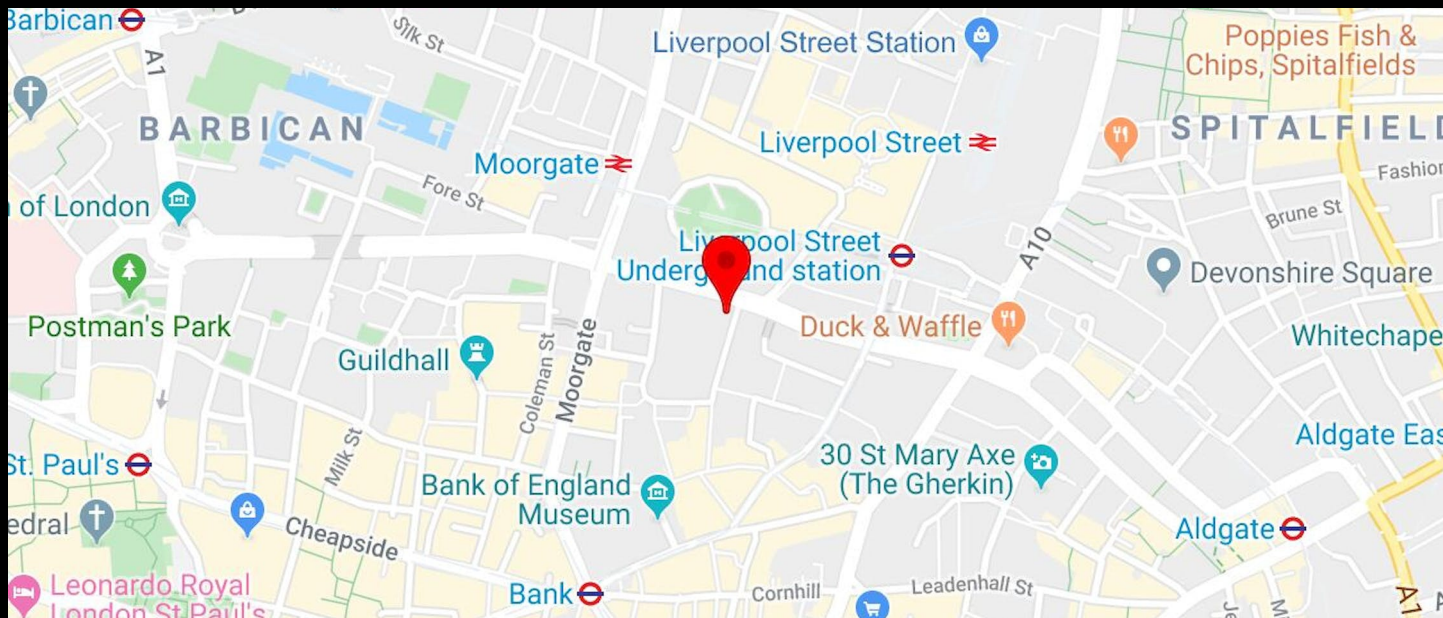 Barbican
A1
Silk St
Liverpool Street Station
Poppies Fish &
Chips, Spitalfields
BARBICAN
SPITALFIELD
Liverpool Street
Moorgate
Fore St
Fashion
of London
Brune St
Liverpool Street
Underground station
A10
Devonshire Square
Postman's Park
Duck & Waffle
Whitechape
Guildhall
Coleman St
Moorgate
Milk St
Aldgate Eas
St. Paul's
30 St Mary Axe
(The Gherkin)
Bank of England
Museum
edral
Cheapside
Aldgate
Leonardo Royal
London St Paul's
Bank
Cornhill
Leadenhall St
A1